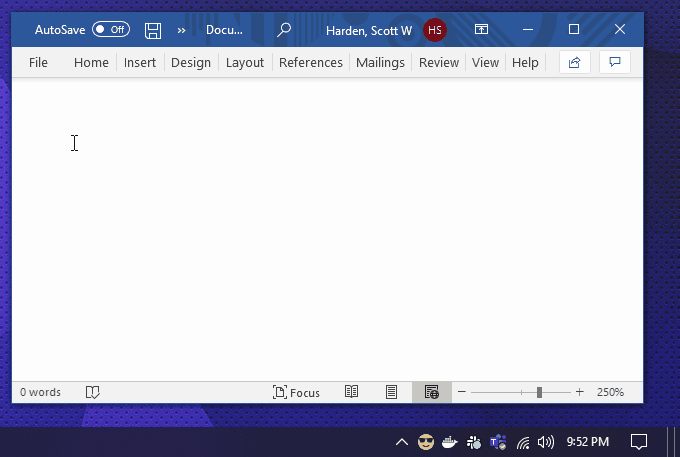 AutoSave Off Docu... Harden, Scott W HS
File Home Insert Design Layout References Mailings Review View Help
0 words Focus 250%
9:52 PM